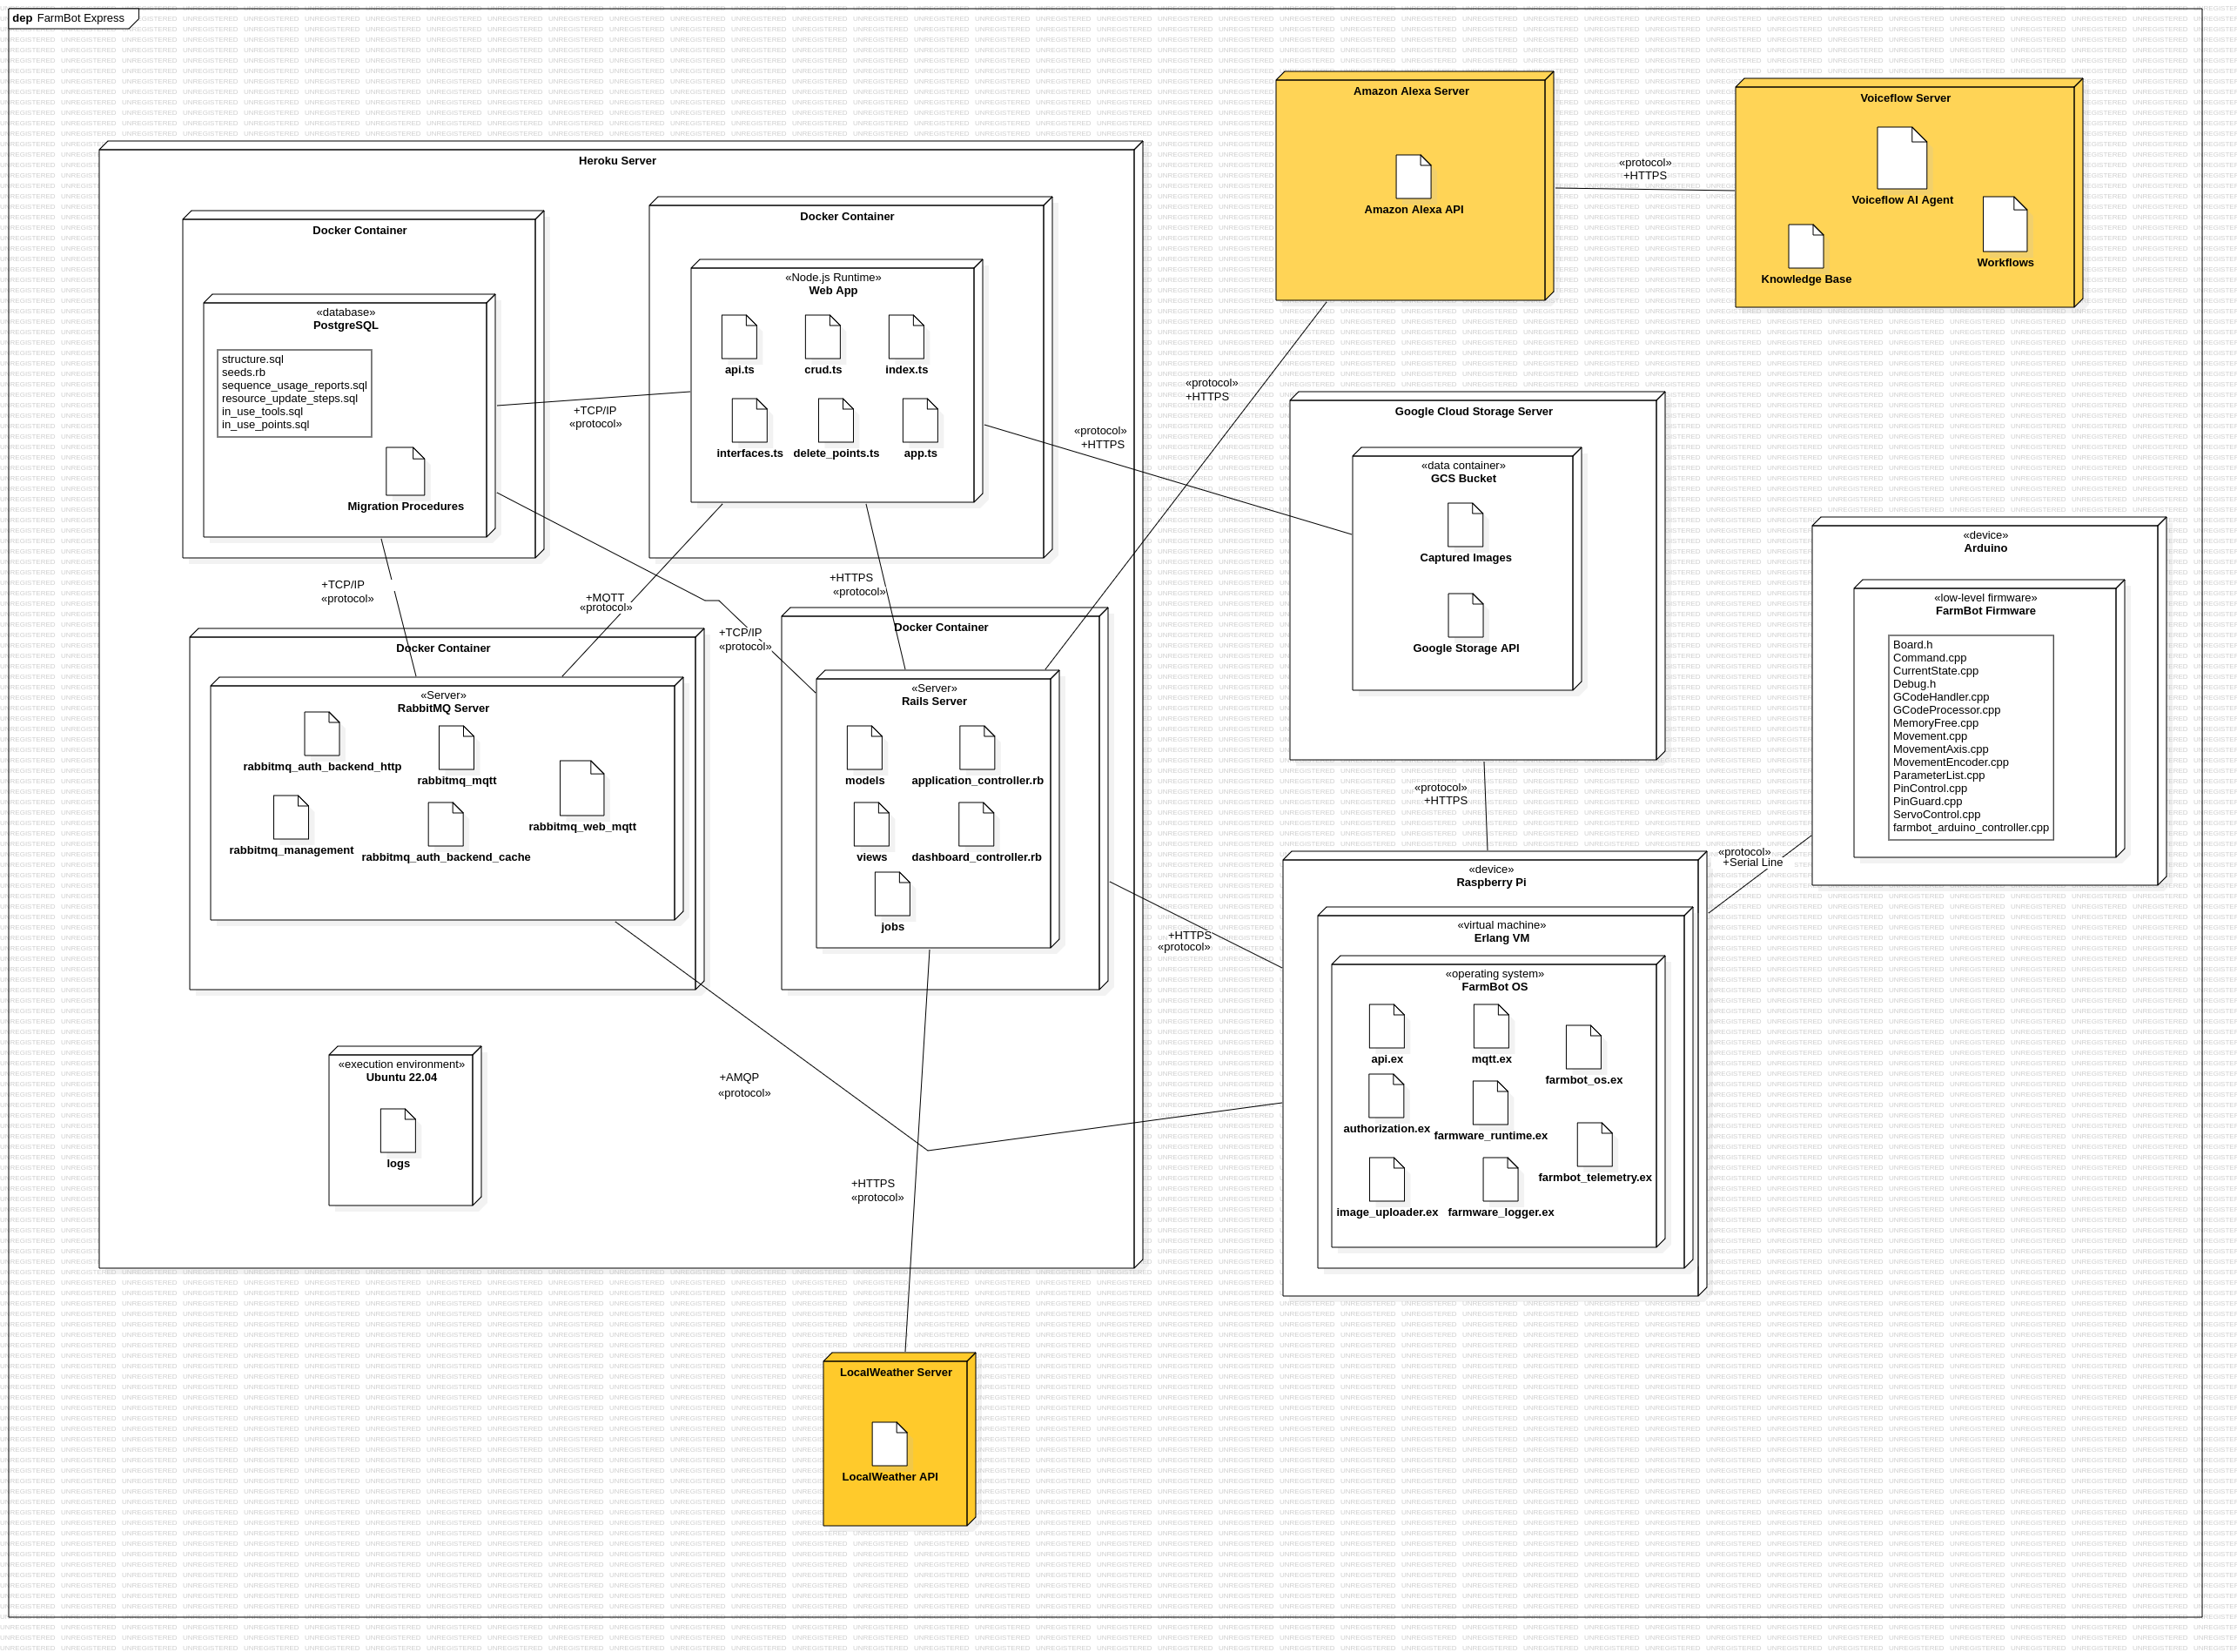 dep FarmBot Express
Heroku Server
Docker Container
«database»
PostgreSQL
structure.sql
seeds.rb
sequence_usage_reports.sql
resource_update_steps.sql
in_use_tools.sql
in_use_points.sql
Migration Procedures
Docker Container
«Node.js Runtime»
Web App
api.ts
crud.ts
index.ts
interfaces.ts
delete_points.ts
app.ts
+TCP/IP
«protocol»
+TCP/IP
«protocol»
+MQTT
«protocol»
+HTTPS
«protocol»
+TCP/IP
«protocol»
Docker Container
«Server»
RabbitMQ Server
rabbitmq_auth_backend_http
rabbitmq_mqtt
rabbitmq_web_mqtt
rabbitmq_management
rabbitmq_auth_backend_cache
Docker Container
«Server»
Rails Server
models
application_controller.rb
views
dashboard_controller.rb
jobs
«execution environment»
Ubuntu 22.04
logs
+AMQP
«protocol»
+HTTPS
«protocol»
LocalWeather Server
LocalWeather API
Amazon Alexa Server
Amazon Alexa API
«protocol»
+HTTPS
Voiceflow Server
Voiceflow AI Agent
Knowledge Base
Workflows
«protocol»
+HTTPS
«protocol»
+HTTPS
Google Cloud Storage Server
«data container»
GCS Bucket
Captured Images
Google Storage API
«protocol»
+HTTPS
+HTTPS
«protocol»
«device»
Raspberry Pi
«virtual machine»
Erlang VM
«operating system»
FarmBot OS
api.ex
mqtt.ex
farmbot_os.ex
authorization.ex
farmware_runtime.ex
farmbot_telemetry.ex
image_uploader.ex
farmware_logger.ex
«protocol»
+Serial Line
«device»
Arduino
«low-level firmware»
FarmBot Firmware
Board.h
Command.cpp
CurrentState.cpp
Debug.h
GCodeHandler.cpp
GCodeProcessor.cpp
MemoryFree.cpp
Movement.cpp
MovementAxis.cpp
MovementEncoder.cpp
ParameterList.cpp
PinControl.cpp
PinGuard.cpp
ServoControl.cpp
farmbot_arduino_controller.cpp
UNREGISTERED